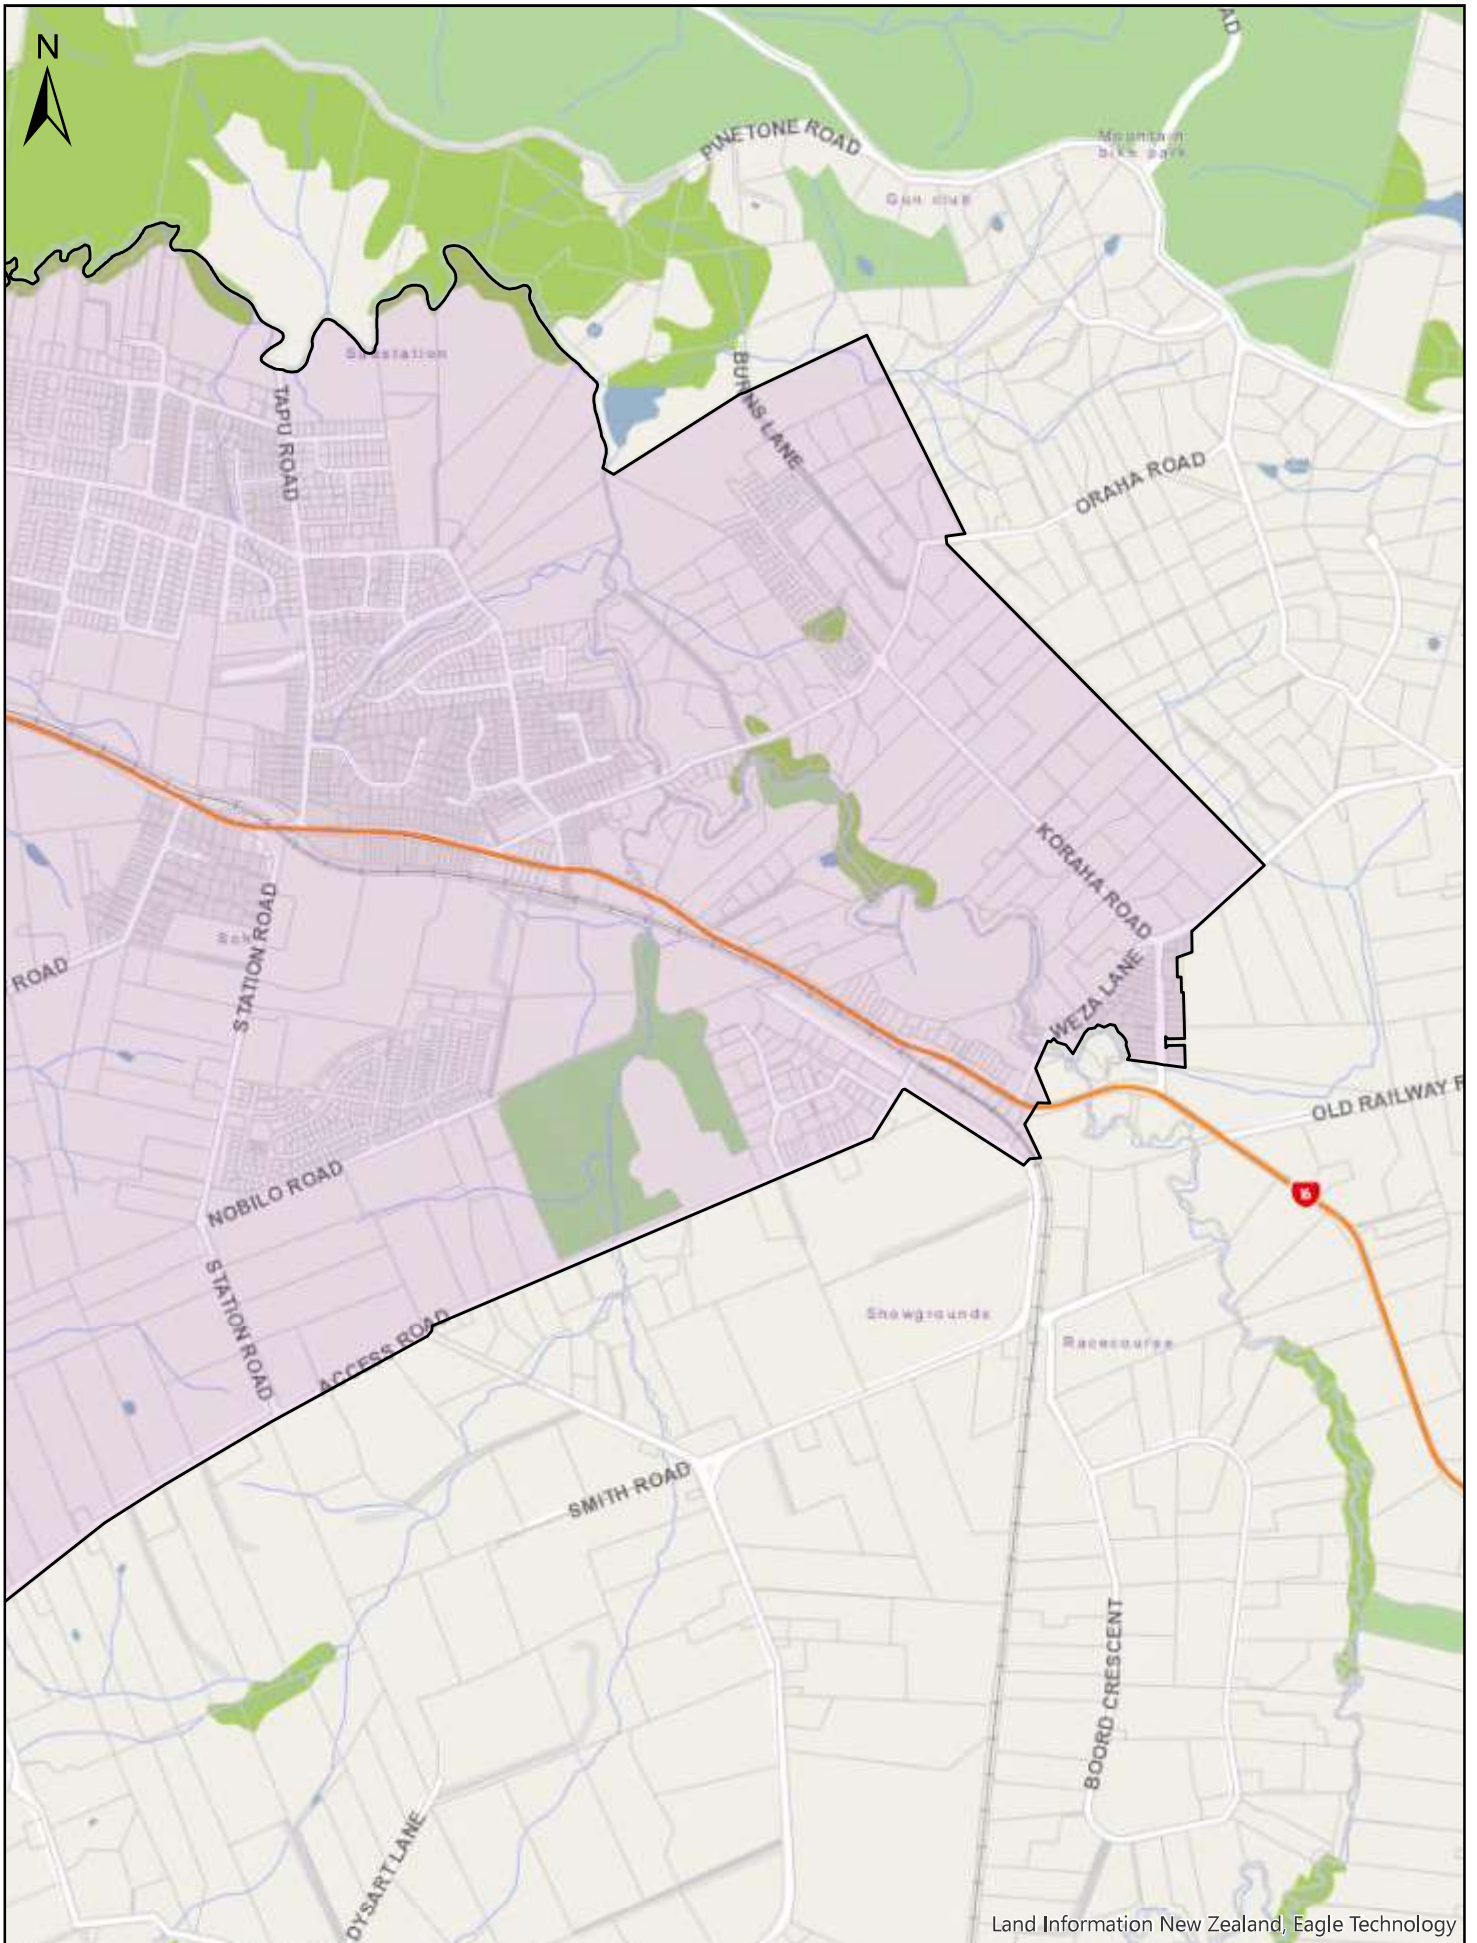 N
AD
PINETONE ROAD
Mountain
bike park
Gun club
Substation
BURNS LANE
TAPU ROAD
ORAHA ROAD
KORAHA ROAD
STATION ROAD
ROAD
WEZA LANE
OLD RAILWAY R
NOBILO ROAD
16
STATION ROAD
ACCESS ROAD
Showgrounds
Racecourse
SMITH ROAD
BOORD CRESCENT
DYSART LANE
Land Information New Zealand, Eagle Technology